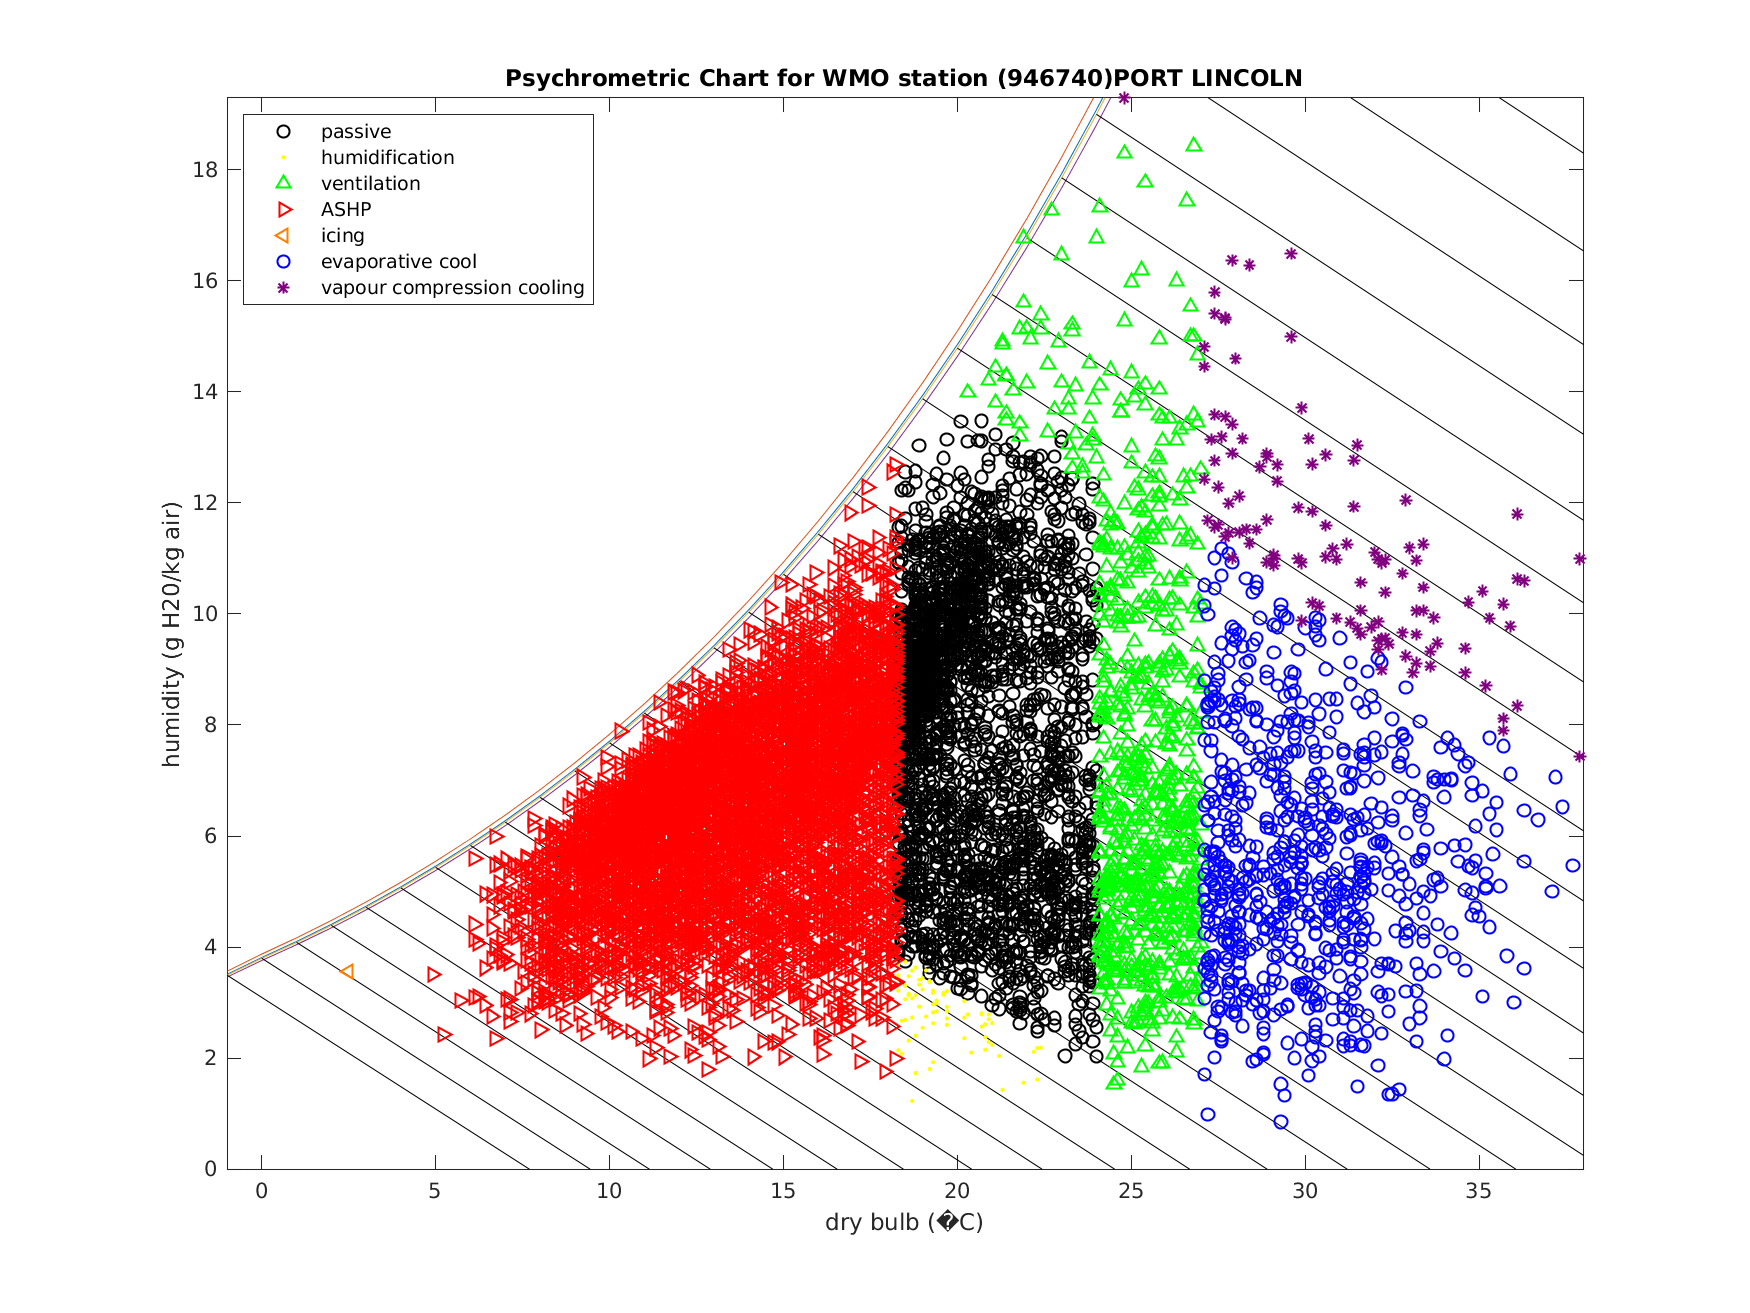 Psychrometric Chart for WMO station (946740)PORT LINCOLN
passive
humidification
ventilation
ASHP
icing
evaporative cool
vapour compression cooling
humidity (g H20/kg air)
18
16
14
12
10
8
6
4
2
0
0 5 10 15 20 25 30 35
dry bulb (�C)